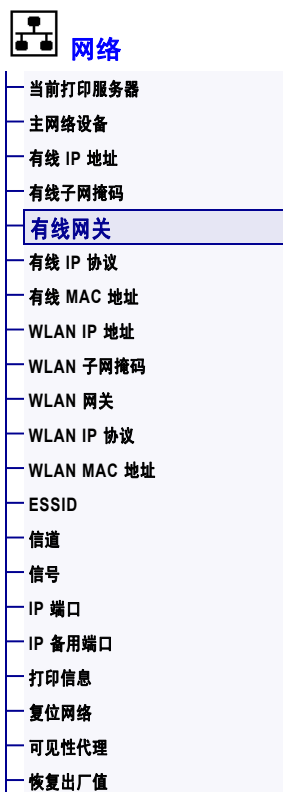 网络
当前打印服务器
主网络设备
有线 IP 地址
有线子网掩码
有线网关
有线 IP 协议
有线 MAC 地址
WLAN IP 地址
WLAN 子网掩码
WLAN 网关
WLAN IP 协议
WLAN MAC 地址
ESSID
信道
信号
IP 端口
IP 备用端口
打印信息
复位网络
可见性代理
恢复出厂值